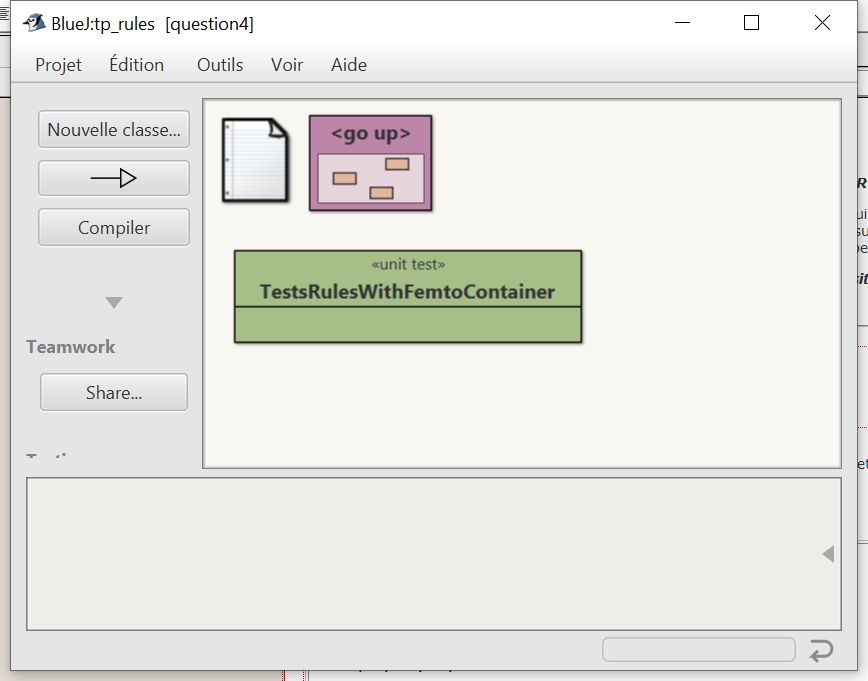 BlueJ:tp_rules [question4]
Projet Édition Outils Voir Aide
Nouvelle classe...
Compiler
Teamwork
Share...
<go up>
«unit test»
TestsRulesWithFemtoContainer